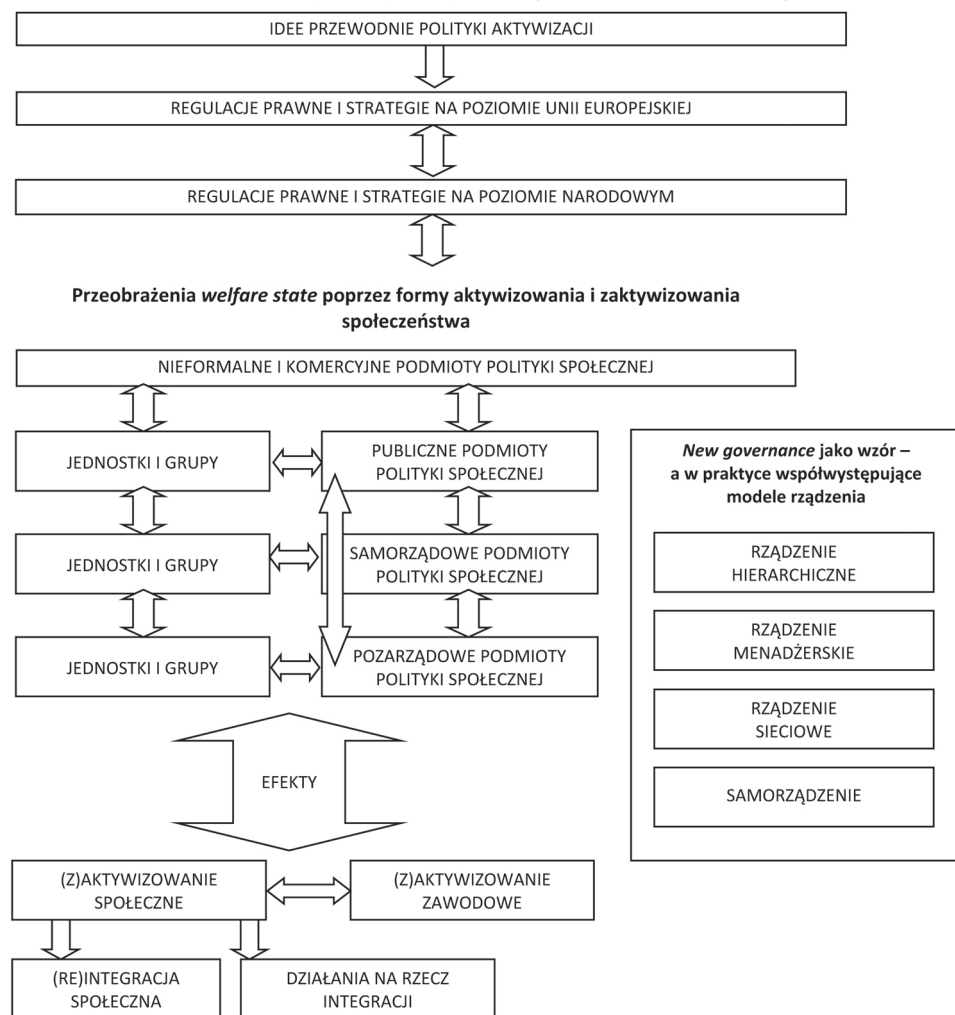 IDEE PRZEWODNIE POLITYKI AKTYWIZACJI
REGULACJE PRAWNE I STRATEGIE NA POZIOMIE UNII EUROPEJSKIEJ
REGULACJE PRAWNE I STRATEGIE NA POZIOMIE NARODOWYM
Przeobrażenia welfare state poprzez formy aktywizowania i zaktywizowania
społeczeństwa
NIEFORMALNE I KOMERCYJNE PODMIOTY POLITYKI SPOŁECZNEJ
JEDNOSTKI I GRUPY
PUBLICZNE PODMIOTY
POLITYKI SPOŁECZNEJ
JEDNOSTKI I GRUPY
SAMORZĄDOWE PODMIOTY
POLITYKI SPOŁECZNEJ
JEDNOSTKI I GRUPY
POZARZĄDOWE PODMIOTY
POLITYKI SPOŁECZNEJ
New governance jako wzór –
a w praktyce współwystępujące
modele rządzenia
RZĄDZENIE
HIERARCHICZNE
RZĄDZENIE
MENADŻERSKIE
RZĄDZENIE
SIECIOWE
SAMORZĄDZENIE
EFEKTY
(Z)AKTYWIZOWANIE
SPOŁECZNE
(Z)AKTYWIZOWANIE
ZAWODOWE
(RE)INTEGRACJA
SPOŁECZNA
DZIAŁANIA NA RZECZ
INTEGRACJI